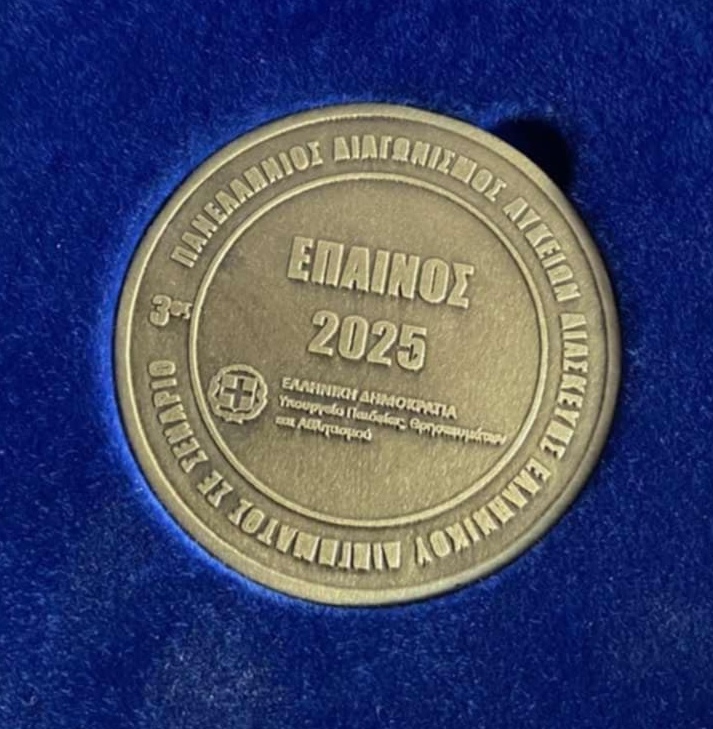 3ος ΠΑΝΕΛΛΗΝΙΟΣ ΔΙΑΓΩΝΙΣΜΟΣ ΛΥΚΕΙΩΝ ΔΙΑΣΚΕΥΗΣ ΕΛΛΗΝΙΚΟΥ ΔΙΗΓΗΜΑΤΟΣ ΣΕ ΣΕΝΑΡΙΟ
ΕΠΑΙΝΟΣ
2025
ΕΛΛΗΝΙΚΗ ΔΗΜΟΚΡΑΤΙΑ
Υπουργείο Παιδείας, Θρησκευμάτων
και Αθλητισμού